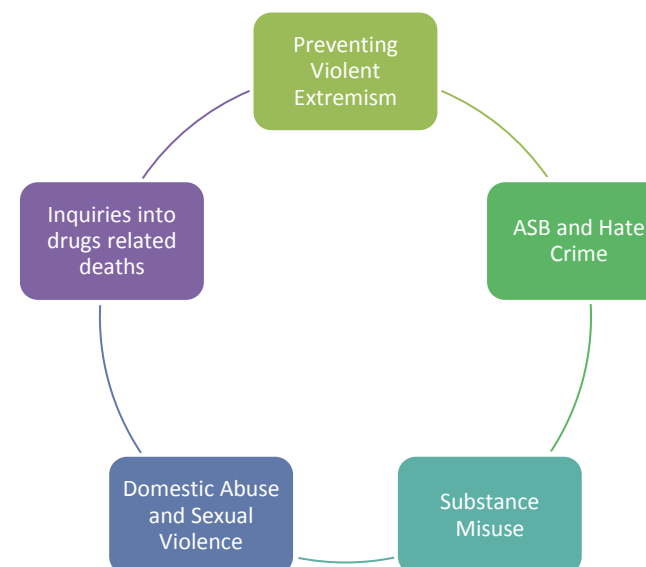 Preventing
Violent
Extremism
ASB and Hate
Crime
Substance
Misuse
Domestic Abuse
and Sexual
Violence
Inquiries into
drugs related
deaths